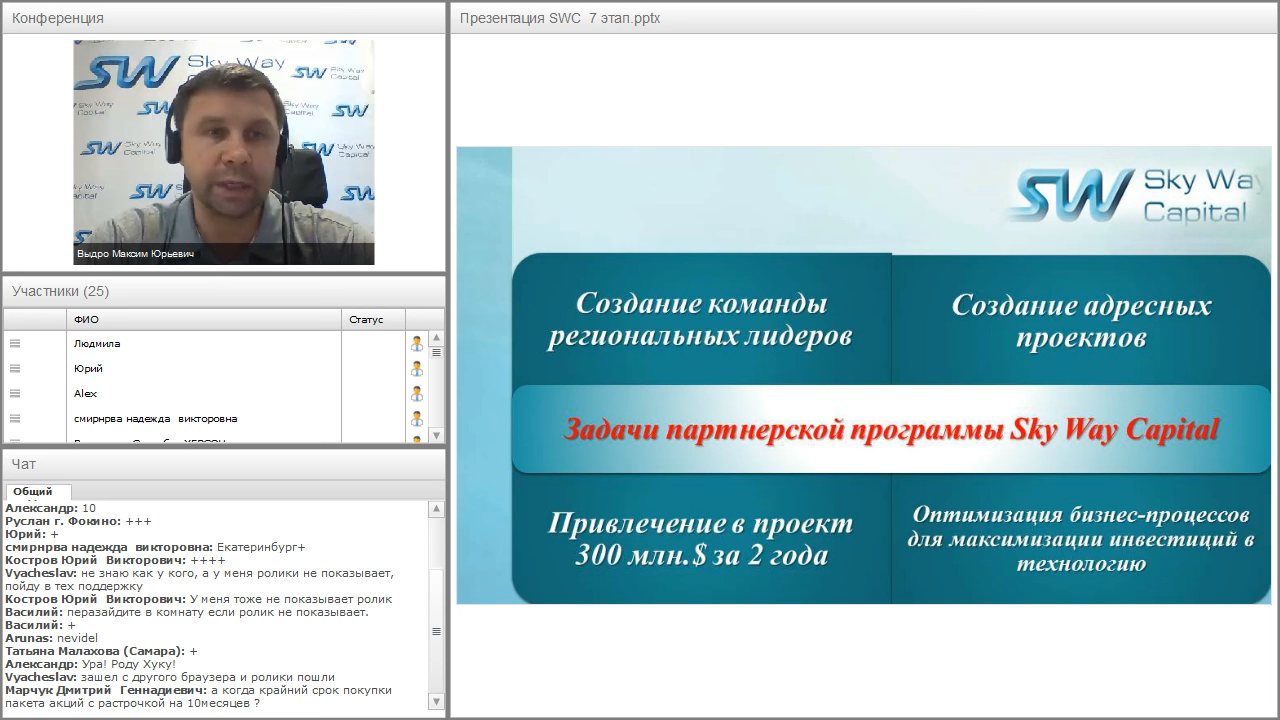 Конференция
SW Sky Way Capital
Выдро Максим Юрьевич
Участники (25)
ФИО Статус
Людмила
Юрий
Alex
смирнрва надежда викторовна
Чат
Общий
Александр: 10
Руслан г. Фокино: +++
Юрий: +
смирнрва надежда викторовна: Екатеринбург+
Костров Юрий Викторович: ++++
Vyacheslav: не знаю как у кого, а у меня ролики не показывает,
пойду в тех поддержку
Костров Юрий Викторович: У меня тоже не показывает ролик
Василий: перазайдите в комнату если ролик не показывает.
Василий: +
Arunas: nevidel
Татьяна Малахова (Самара): +
Александр: Ура! Роду Хуку!
Vyacheslav: зашел с другого браузера и ролики пошли
Марчук Дмитрий Геннадиевич: а когда крайний срок покупки
пакета акций с растрочкой на 10месяцев ?
Презентация SWC 7 этап.pptx
SW Sky Way
Capital
Создание команды
региональных лидеров
Создание адресных
проектов
Задачи партнерской программы Sky Way Capital
Привлечение в проект
300 млн.$ за 2 года
Оптимизация бизнес-процессов
для максимизации инвестиций в
технологию